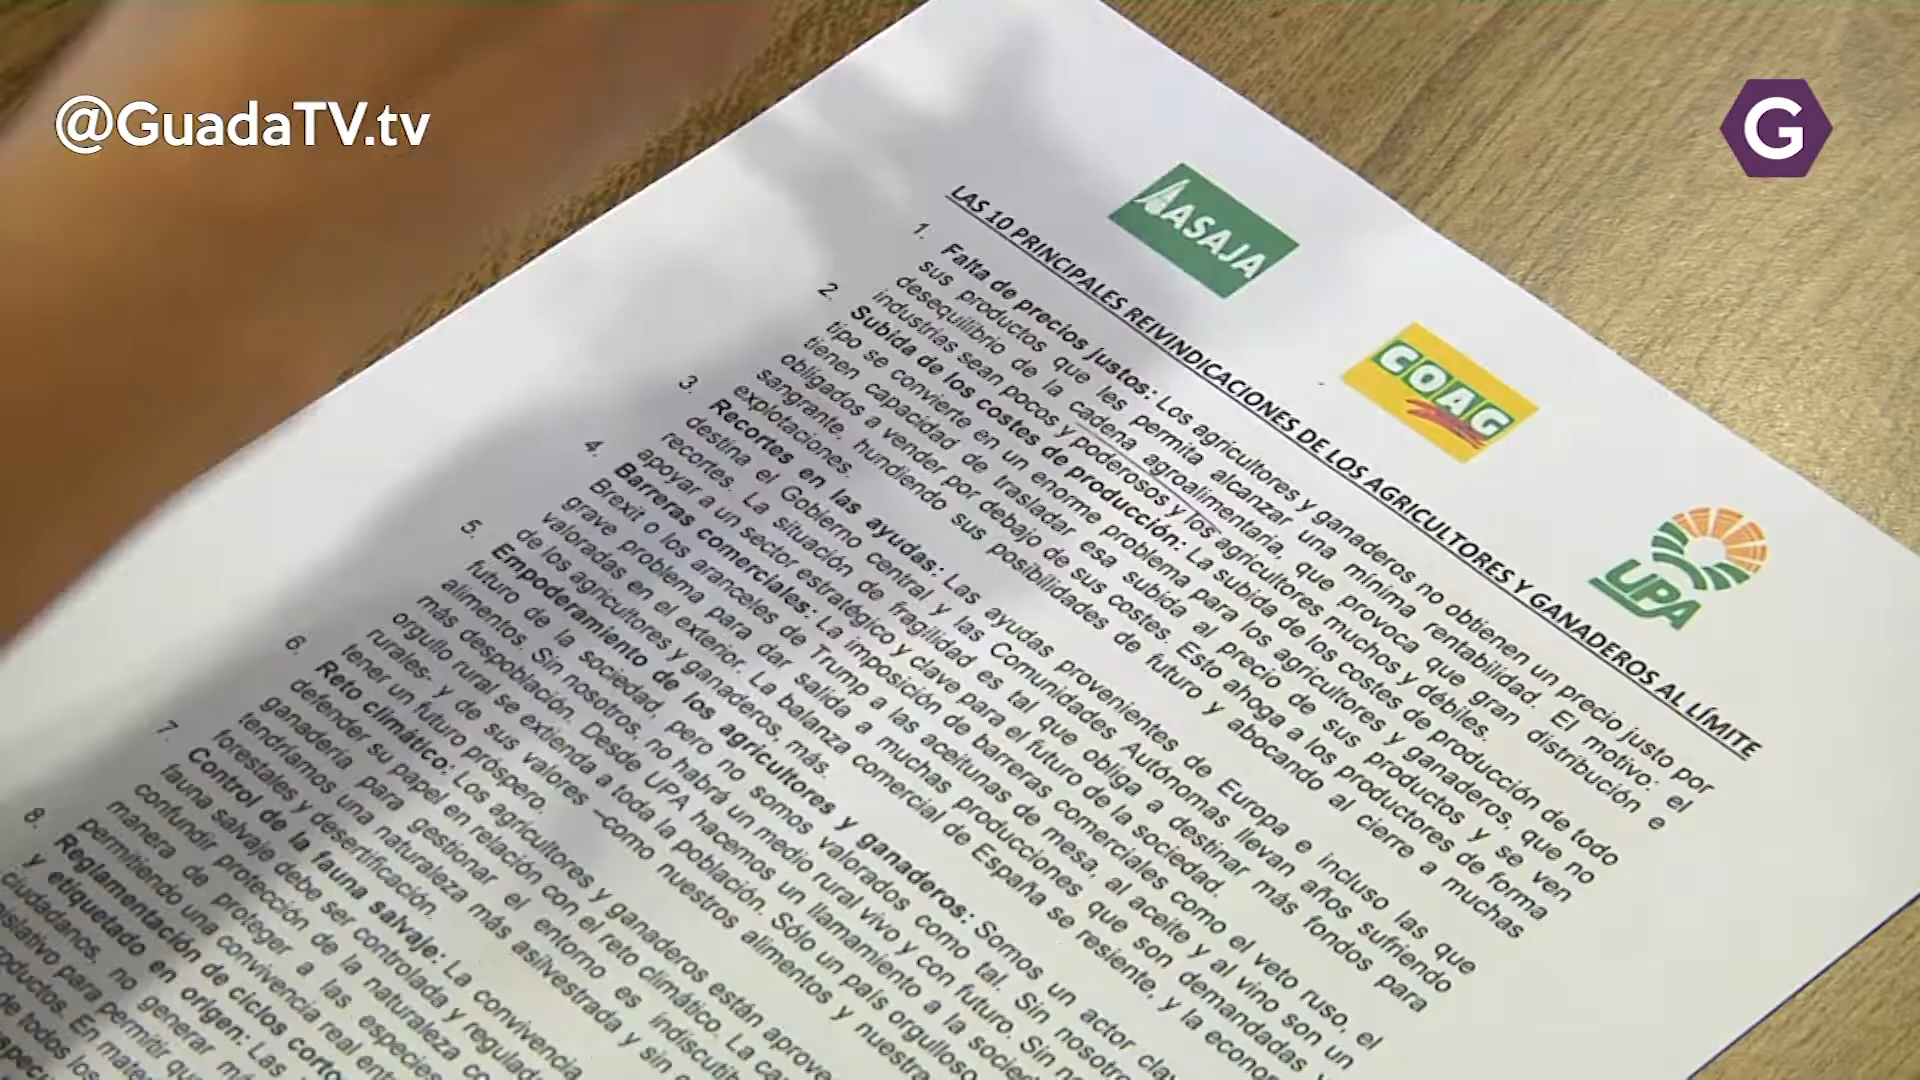 @GuadaTV.tv
G
ASAJA
COAG
UPA
LAS 10 PRINCIPALES REIVINDICACIONES DE LOS AGRICULTORES Y GANADEROS AL LÍMITE
1. Falta de precios justos: Los agricultores y ganaderos no obtienen un precio justo por
sus productos que les permita alcanzar una mínima rentabilidad. El motivo: el
desequilibrio de la cadena agroalimentaria, que provoca que gran distribución e
industrias sean pocos y poderosos y los agricultores muchos y débiles.
2. Subida de los costes de producción: La subida de los costes de producción de todo
tipo se convierte en un enorme problema para los agricultores y ganaderos, que no
tienen capacidad de trasladar esa subida al precio de sus productos y se ven
obligados a vender por debajo de sus costes. Esto ahoga a los productores de forma
sangrante, hundiendo sus posibilidades de futuro y abocando al cierre a muchas
explotaciones.
3. Recortes en las ayudas: Las ayudas provenientes de Europa e incluso las que
destina el Gobierno central y las Comunidades Autónomas llevan años sufriendo
recortes. La situación de fragilidad es tal que obliga a destinar más fondos para
apoyar a un sector estratégico y clave para el futuro de la sociedad.
4. Barreras comerciales: La imposición de barreras comerciales como el veto ruso, el
Brexit o los aranceles de Trump a las aceitunas de mesa, al aceite y al vino son un
grave problema para dar salida a muchas producciones que son demandadas y
valoradas en el exterior. La balanza comercial de España se resiente, y la econom
de los agricultores y ganaderos, más.
5. Empoderamiento de los agricultores y ganaderos: Somos un actor clav
futuro de la sociedad, pero no somos valorados como tal. Sin nosotro
alimentos. Sin nosotros, no habrá un medio rural vivo y con futuro. Sin n
más despoblación. Desde UPA hacemos un llamamiento a la socied
orgullo rural se extienda a toda la población. Sólo un país orgulloso
rurales- y de sus valores –como nuestros alimentos y nuestra
tener un futuro próspero.
6. Reto climático: Los agricultores y ganaderos están aprove
defender su papel en relación con el reto climático. La ca
ganadería para gestionar el entorno es indiscutib
tendríamos una naturaleza más asilvestrada y sin
forestales y desertificación.
7. Control de la fauna salvaje: La convivencia
fauna salvaje debe ser controlada y regulad
confundir protección de la naturaleza co
manera de proteger a las especies
permitiendo una convivencia real entr
8. Reglamentación de ciclos corto
y etiquetado en origen: Las
ciudadanos, no generar má
islativo para permitir qu
oductos. En mater
de todos los